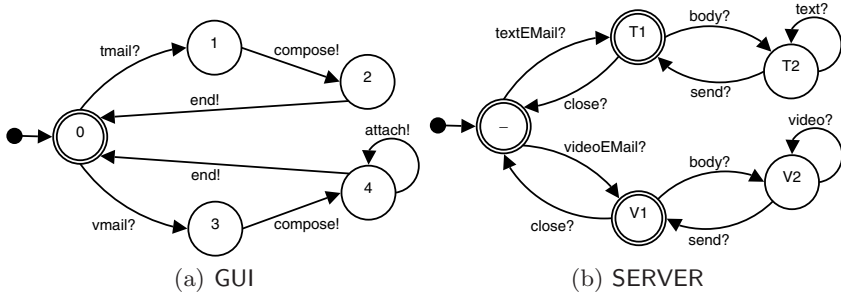 tmail?
1
compose!
2
end!
0
attach!
end!
4
vmail?
3
compose!
(a) GUI
textEMail?
T1
body?
text?
T2
send?
close?
–
videoEMail?
video?
body?
V2
V1
close?
send?
(b) SERVER